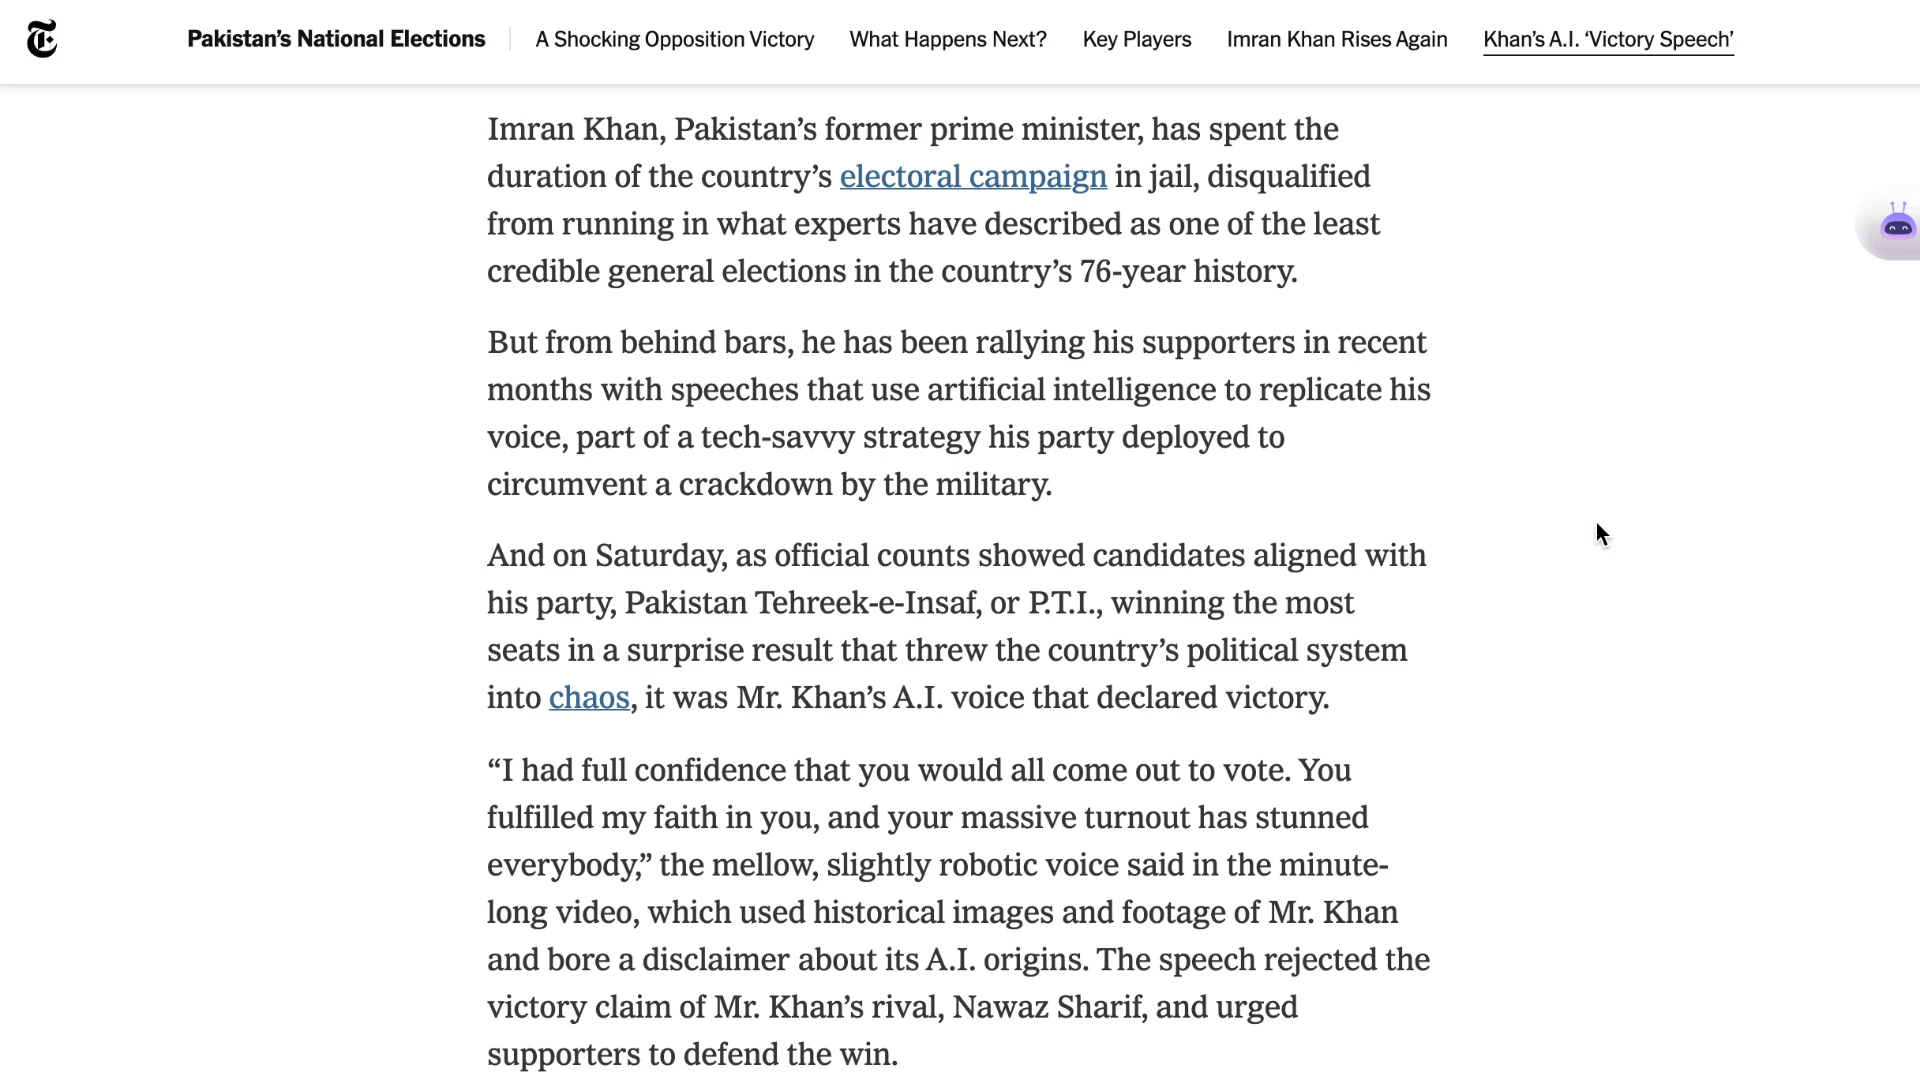 Pakistan’s National Elections
A Shocking Opposition Victory
What Happens Next?
Key Players
Imran Khan Rises Again
Khan’s A.I. ‘Victory Speech’
Imran Khan, Pakistan’s former prime minister, has spent the
duration of the country’s electoral campaign in jail, disqualified
from running in what experts have described as one of the least
credible general elections in the country’s 76-year history.
But from behind bars, he has been rallying his supporters in recent
months with speeches that use artificial intelligence to replicate his
voice, part of a tech-savvy strategy his party deployed to
circumvent a crackdown by the military.
And on Saturday, as official counts showed candidates aligned with
his party, Pakistan Tehreek-e-Insaf, or P.T.I., winning the most
seats in a surprise result that threw the country’s political system
into chaos, it was Mr. Khan’s A.I. voice that declared victory.
“I had full confidence that you would all come out to vote. You
fulfilled my faith in you, and your massive turnout has stunned
everybody,” the mellow, slightly robotic voice said in the minute-
long video, which used historical images and footage of Mr. Khan
and bore a disclaimer about its A.I. origins. The speech rejected the
victory claim of Mr. Khan’s rival, Nawaz Sharif, and urged
supporters to defend the win.